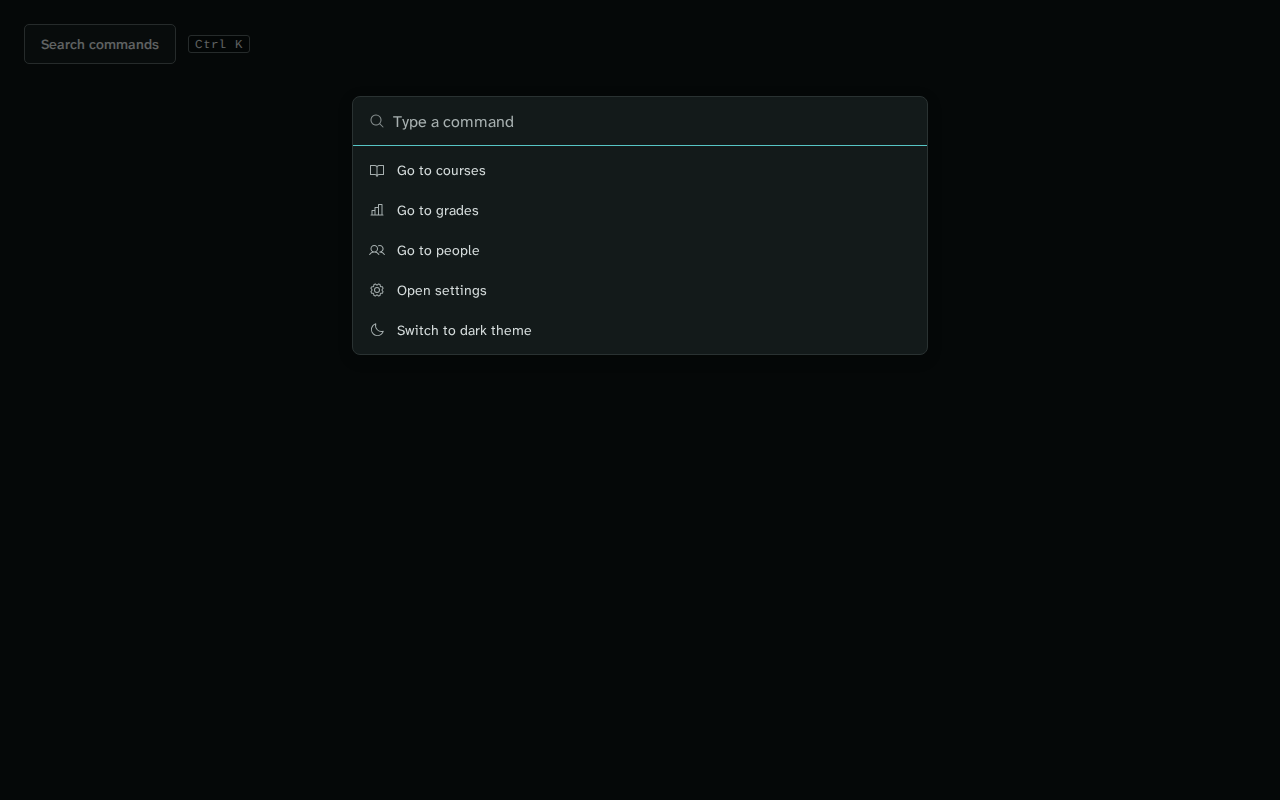 Search commands Ctrl K
Type a command
Go to courses
Go to grades
Go to people
Open settings
Switch to dark theme